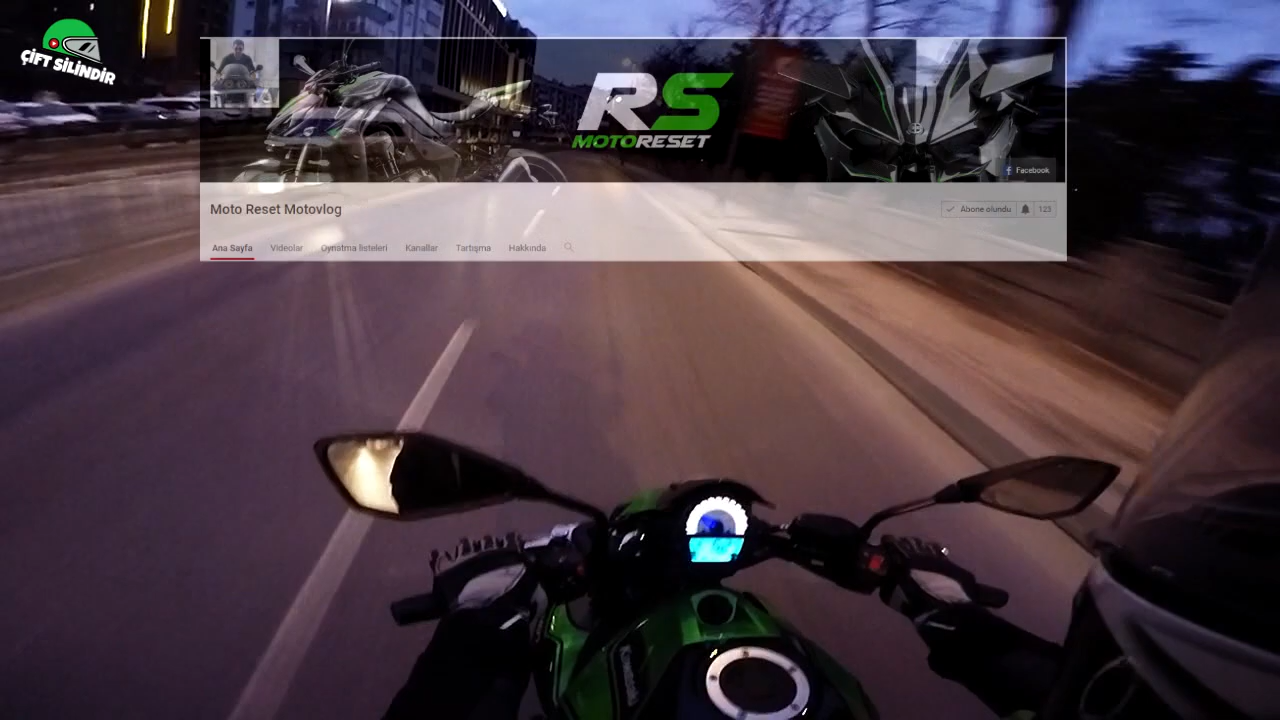 ÇİFT SİLİNDİR
RS
MOTORESET
Facebook
Moto Reset Motovlog
Abone olundu 123
Ana Sayfa Videolar Oynatma listeleri Kanallar Tartışma Hakkında